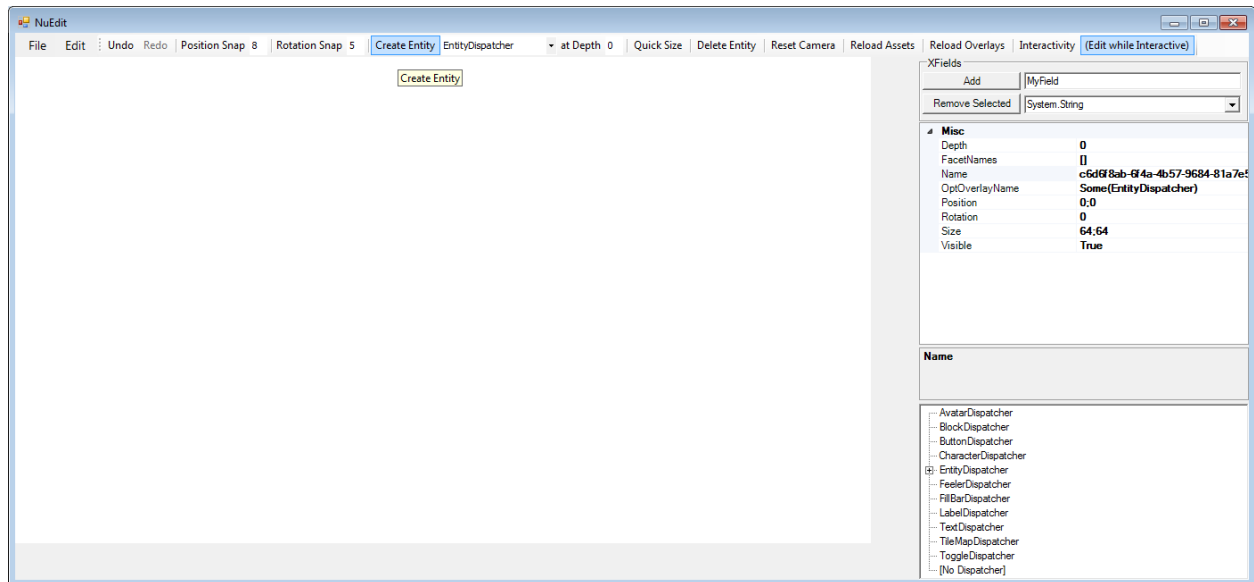 NuEdit
File Edit Undo Redo Position Snap 8 Rotation Snap 5 Create Entity EntityDispatcher at Depth 0 Quick Size Delete Entity Reset Camera Reload Assets Reload Overlays Interactivity (Edit while Interactive)
Create Entity
XFields
Add MyField
Remove Selected System.String
Misc
Depth 0
FacetNames []
Name c6d6f8ab-6f4a-4b57-9684-81a7e5
OptOverlayName Some(EntityDispatcher)
Position 0;0
Rotation 0
Size 64;64
Visible True
Name
AvatarDispatcher
BlockDispatcher
ButtonDispatcher
CharacterDispatcher
EntityDispatcher
FeelerDispatcher
FillBarDispatcher
LabelDispatcher
TextDispatcher
TileMapDispatcher
ToggleDispatcher
[No Dispatcher]